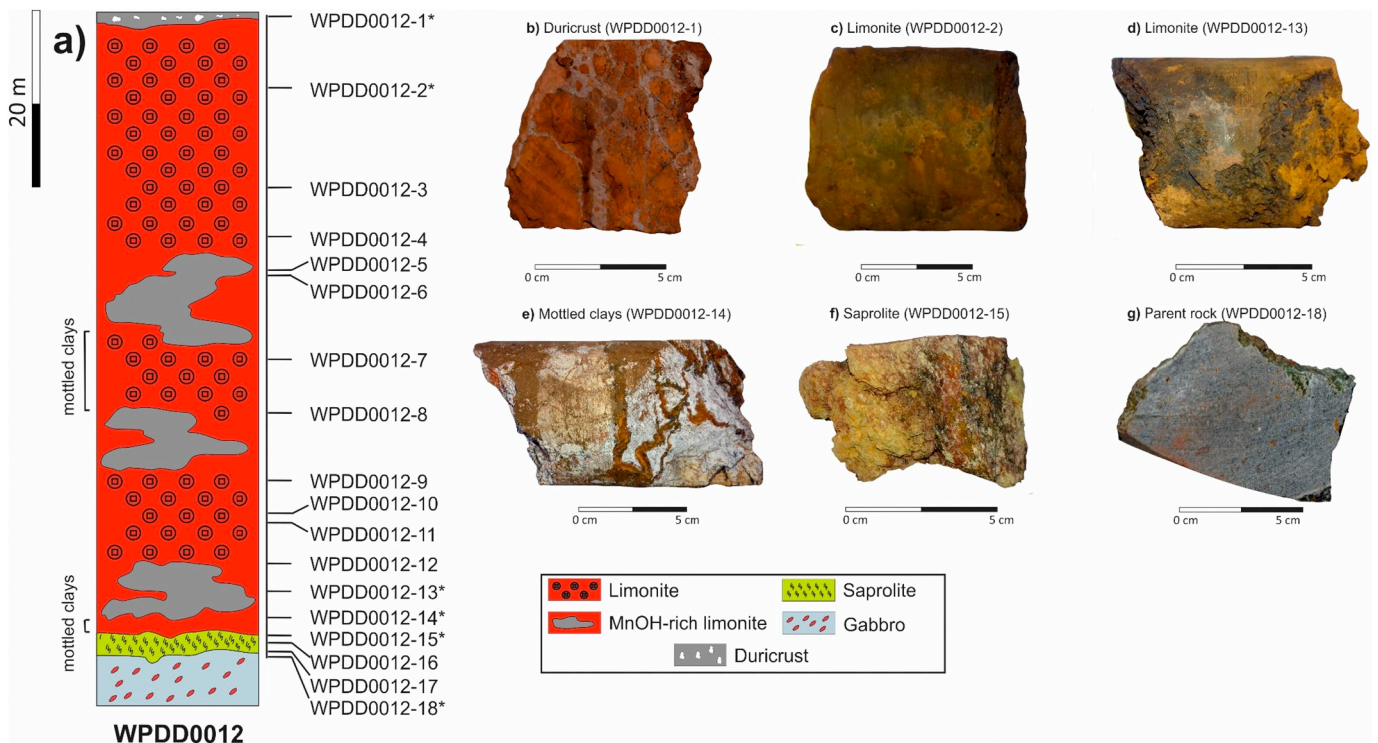 a)
20 m
WPDD0012-1*
WPDD0012-2*
WPDD0012-3
WPDD0012-4
WPDD0012-5
WPDD0012-6
mottled clays
WPDD0012-7
WPDD0012-8
WPDD0012-9
WPDD0012-10
WPDD0012-11
WPDD0012-12
mottled clays
WPDD0012-13*
WPDD0012-14*
WPDD0012-15*
WPDD0012-16
WPDD0012-17
WPDD0012-18*
WPDD0012
b) Duricrust (WPDD0012-1)
0 cm 5 cm
c) Limonite (WPDD0012-2)
0 cm 5 cm
d) Limonite (WPDD0012-13)
0 cm 5 cm
e) Mottled clays (WPDD0012-14)
0 cm 5 cm
f) Saprolite (WPDD0012-15)
0 cm 5 cm
g) Parent rock (WPDD0012-18)
0 cm 5 cm
Limonite
Saprolite
MnOH-rich limonite
Gabbro
Duricrust